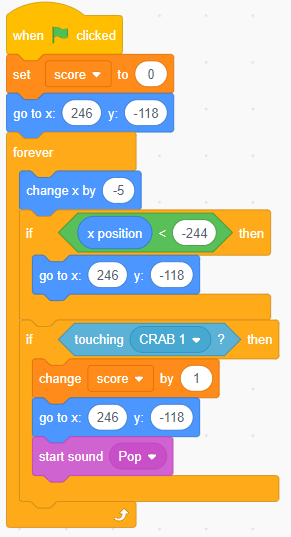 when clicked
set score to 0
go to x: 246 y: -118
forever
change x by -5
if x position < -244 then
go to x: 246 y: -118
if touching CRAB 1 ? then
change score by 1
go to x: 246 y: -118
start sound Pop